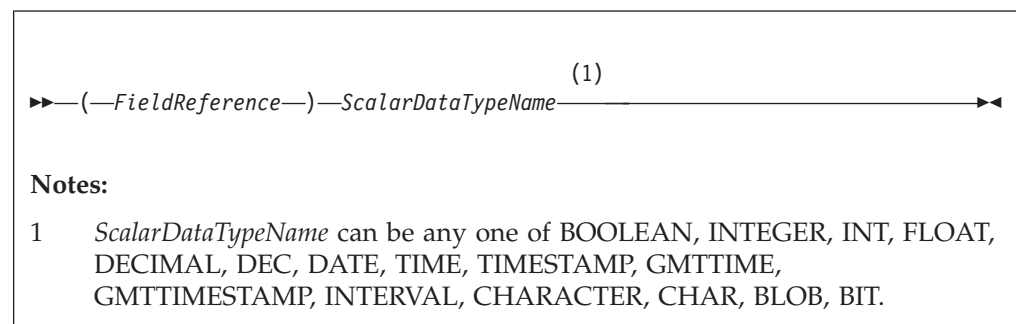 (1)
►►──(──FieldReference──)──ScalarDataTypeName──────────►◄
Notes:
1 ScalarDataTypeName can be any one of BOOLEAN, INTEGER, INT, FLOAT,
DECIMAL, DEC, DATE, TIME, TIMESTAMP, GMTTIME,
GMTTIMESTAMP, INTERVAL, CHARACTER, CHAR, BLOB, BIT.